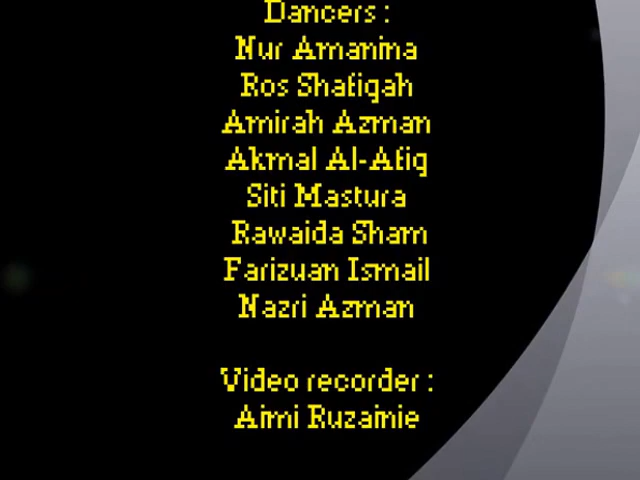 Dancers :
Nur Amanina
Ros Shafiqah
Amirah Azman
Akmal Al-Afiq
Siti Mastura
Rawaida Sham
Farizuan Ismail
Nazri Azman
Video recorder :
Aimi Ruzainie